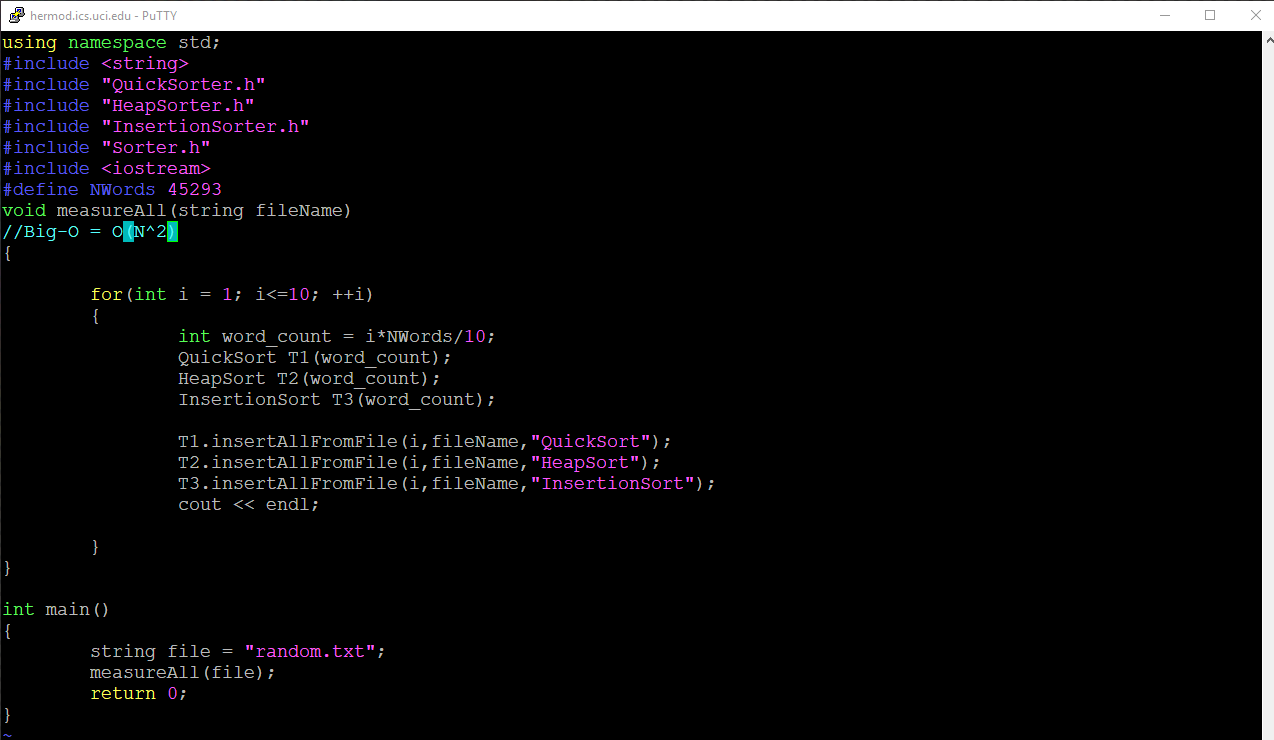 hermod.ics.uci.edu - PuTTY
using namespace std;
#include <string>
#include "QuickSorter.h"
#include "HeapSorter.h"
#include "InsertionSorter.h"
#include "Sorter.h"
#include <iostream>
#define NWords 45293
void measureAll(string fileName)
//Big-O = O(N^2)
{
for(int i = 1; i<=10; ++i)
{
int word_count = i*NWords/10;
QuickSort T1(word_count);
HeapSort T2(word_count);
InsertionSort T3(word_count);
T1.insertAllFromFile(i,fileName,"QuickSort");
T2.insertAllFromFile(i,fileName,"HeapSort");
T3.insertAllFromFile(i,fileName,"InsertionSort");
cout << endl;
}
}
int main()
{
string file = "random.txt";
measureAll(file);
return 0;
}
~